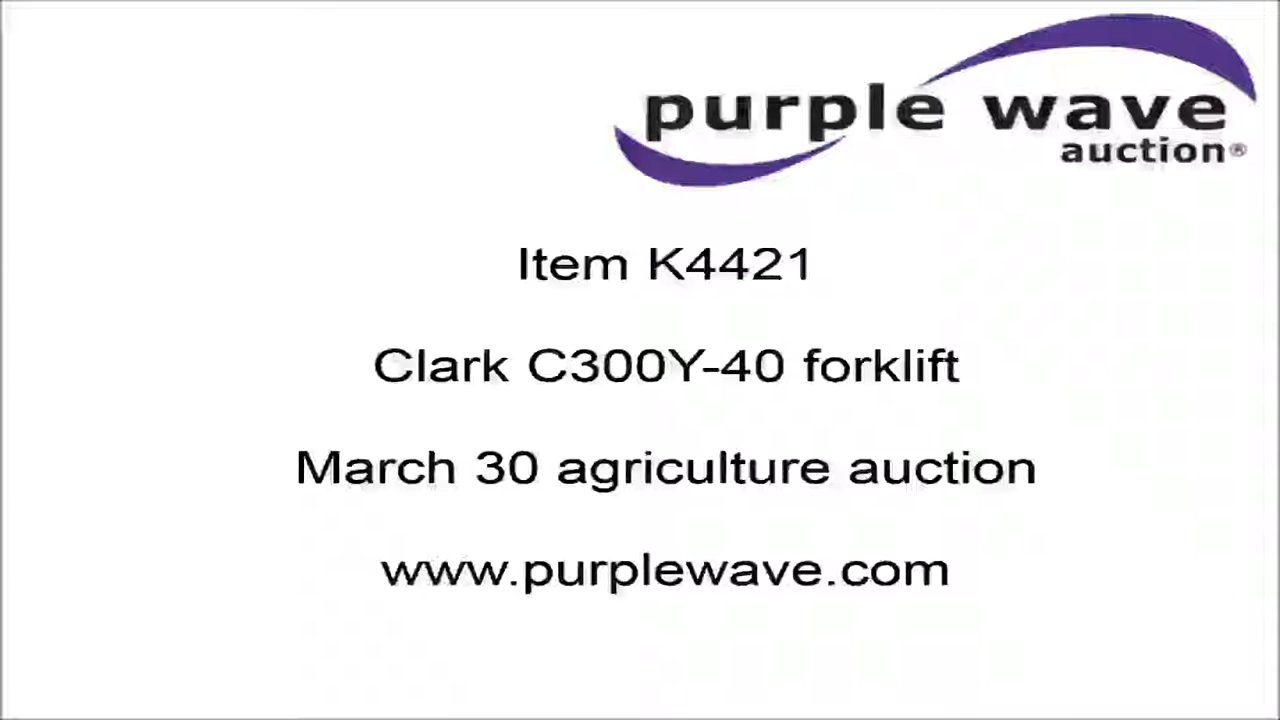 purple wave
auction®
Item K4421
Clark C300Y-40 forklift
March 30 agriculture auction
www.purplewave.com